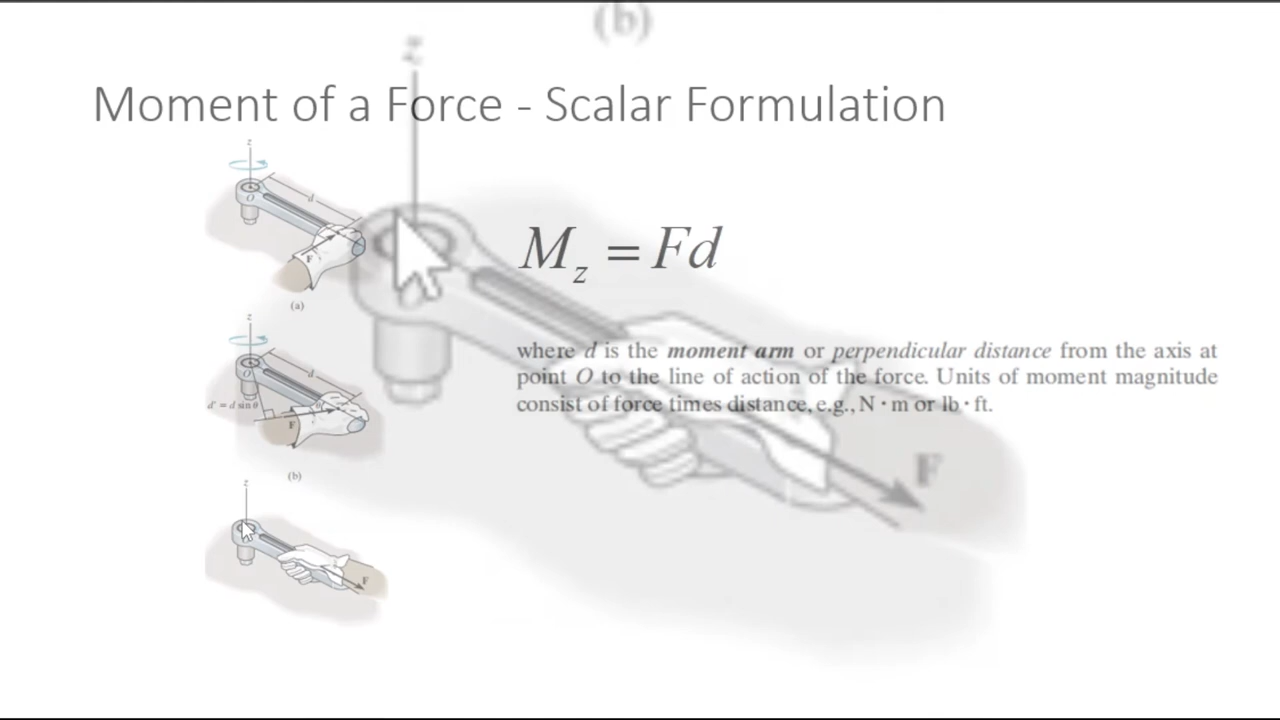 (b)
z
Moment of a Force - Scalar Formulation
z
d
O
F
(a)
M_z = Fd
z
d
O
d' = d sin θ
F
(b)
where d is the moment arm or perpendicular distance from the axis at
point O to the line of action of the force. Units of moment magnitude
consist of force times distance, e.g., N · m or lb · ft.
F
z
F